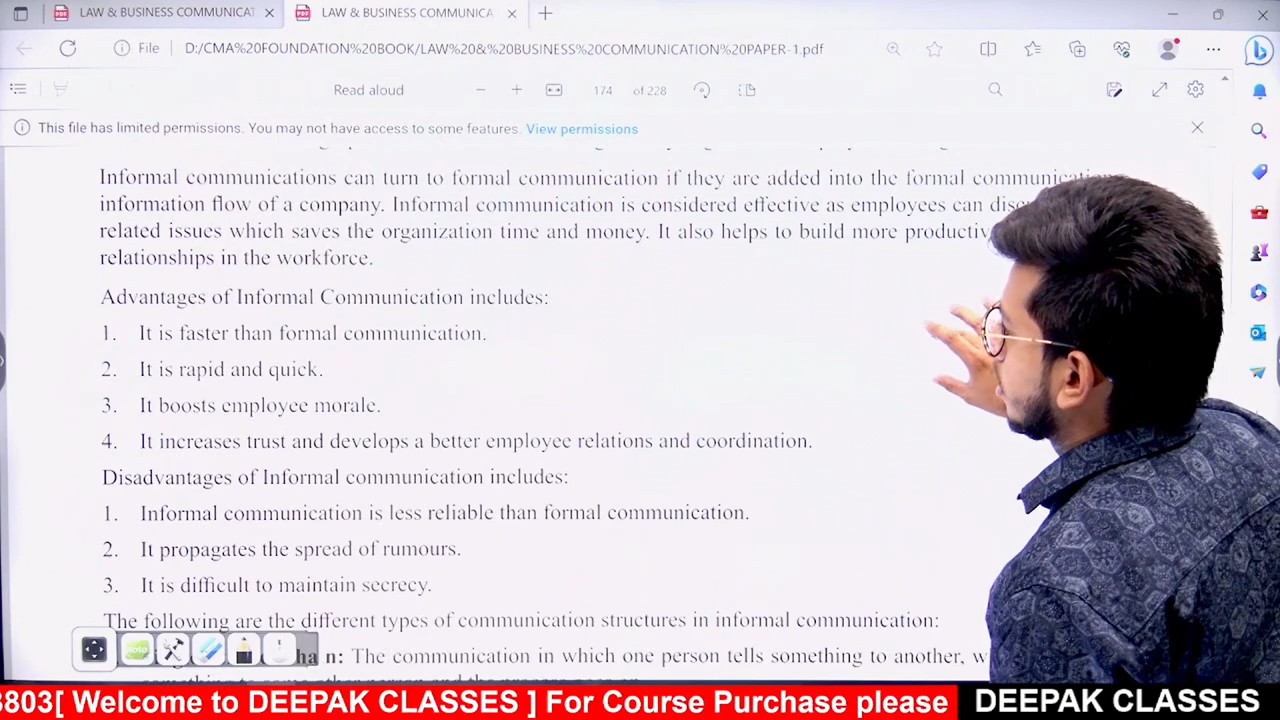 LAW & BUSINESS COMMUNICAT
LAW & BUSINESS COMMUNICA
File
D:/CMA%20FOUNDATION%20BOOK/LAW%20&%20BUSINESS%20COMMUNICATION%20PAPER-1.pdf
Read aloud
174 of 228
This file has limited permissions. You may not have access to some features. View permissions
Informal communications can turn to formal communication if they are added into the formal communication
information flow of a company. Informal communication is considered effective as employees can
related issues which saves the organization time and money. It also helps to build more
relationships in the workforce.
Advantages of Informal Communication includes:
1. It is faster than formal communication.
2. It is rapid and quick.
3. It boosts employee morale.
4. It increases trust and develops a better employee relations and coordination.
Disadvantages of Informal communication includes:
1. Informal communication is less reliable than formal communication.
2. It propagates the spread of rumours.
3. It is difficult to maintain secrecy.
The following are the different types of communication structures in informal communication:
The communication in which one person tells something to another,
3803[ Welcome to DEEPAK CLASSES ] For Course Purchase please
DEEPAK CLASSES